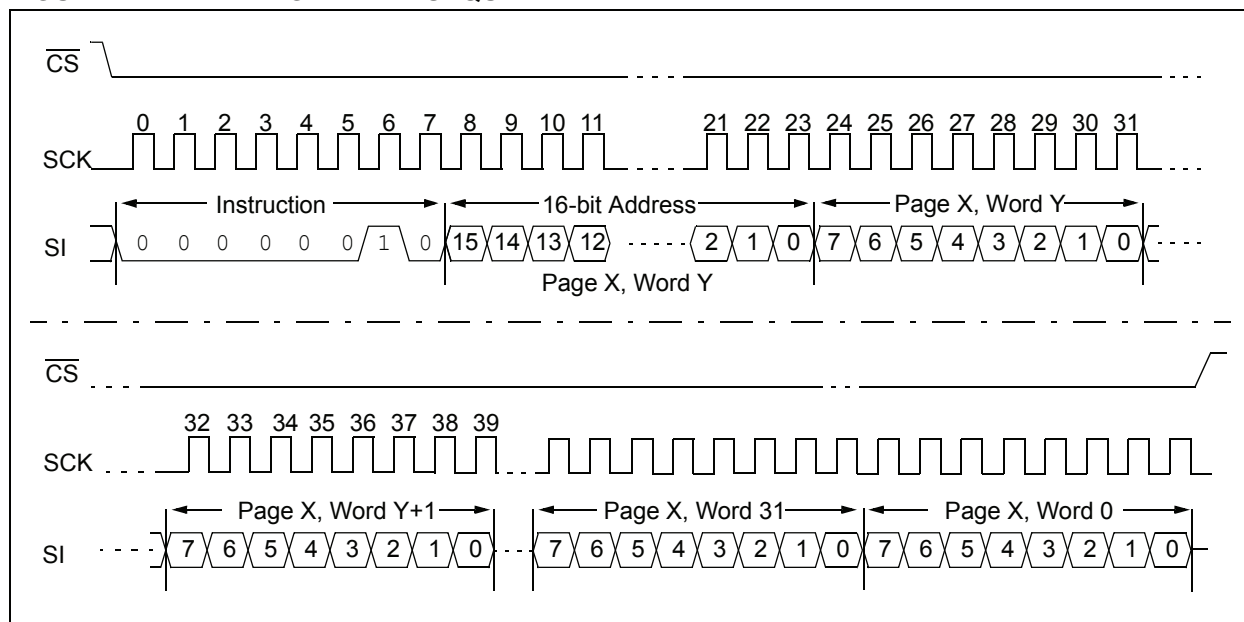 CS
0 1 2 3 4 5 6 7 8 9 10 11 21 22 23 24 25 26 27 28 29 30 31
SCK
Instruction 16-bit Address Page X, Word Y
SI 0 0 0 0 0 0 1 0 15 14 13 12 2 1 0 7 6 5 4 3 2 1 0
Page X, Word Y
CS
32 33 34 35 36 37 38 39
SCK
Page X, Word Y+1 Page X, Word 31 Page X, Word 0
SI 7 6 5 4 3 2 1 0 7 6 5 4 3 2 1 0 7 6 5 4 3 2 1 0